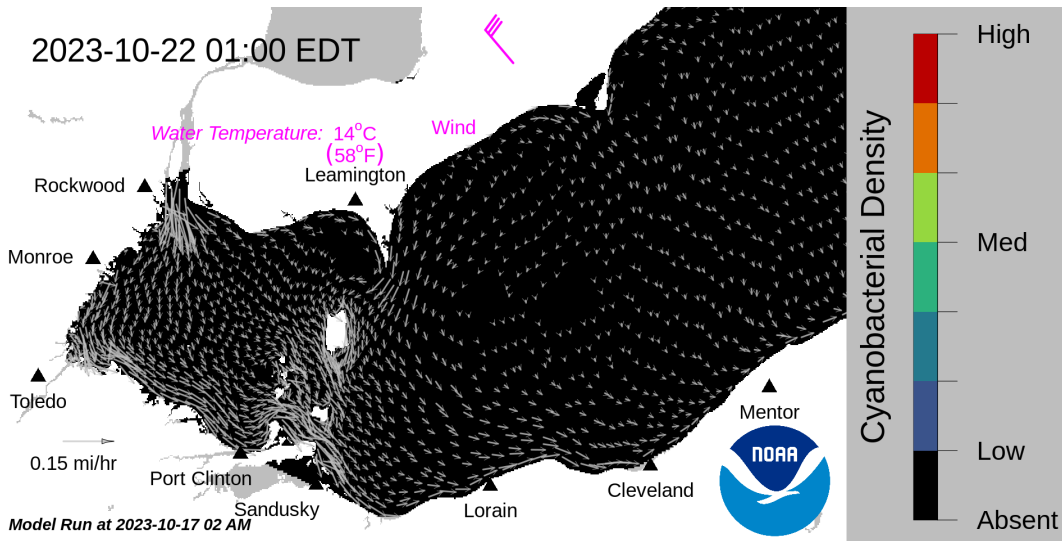 2023-10-22 01:00 EDT
Wind
Water Temperature: 14°C
(58°F)
Leamington
Rockwood
Monroe
Toledo
0.15 mi/hr
Port Clinton
Sandusky
Lorain
Cleveland
Mentor
NOAA
Model Run at 2023-10-17 02 AM
Cyanobacterial Density
High
Med
Low
Absent